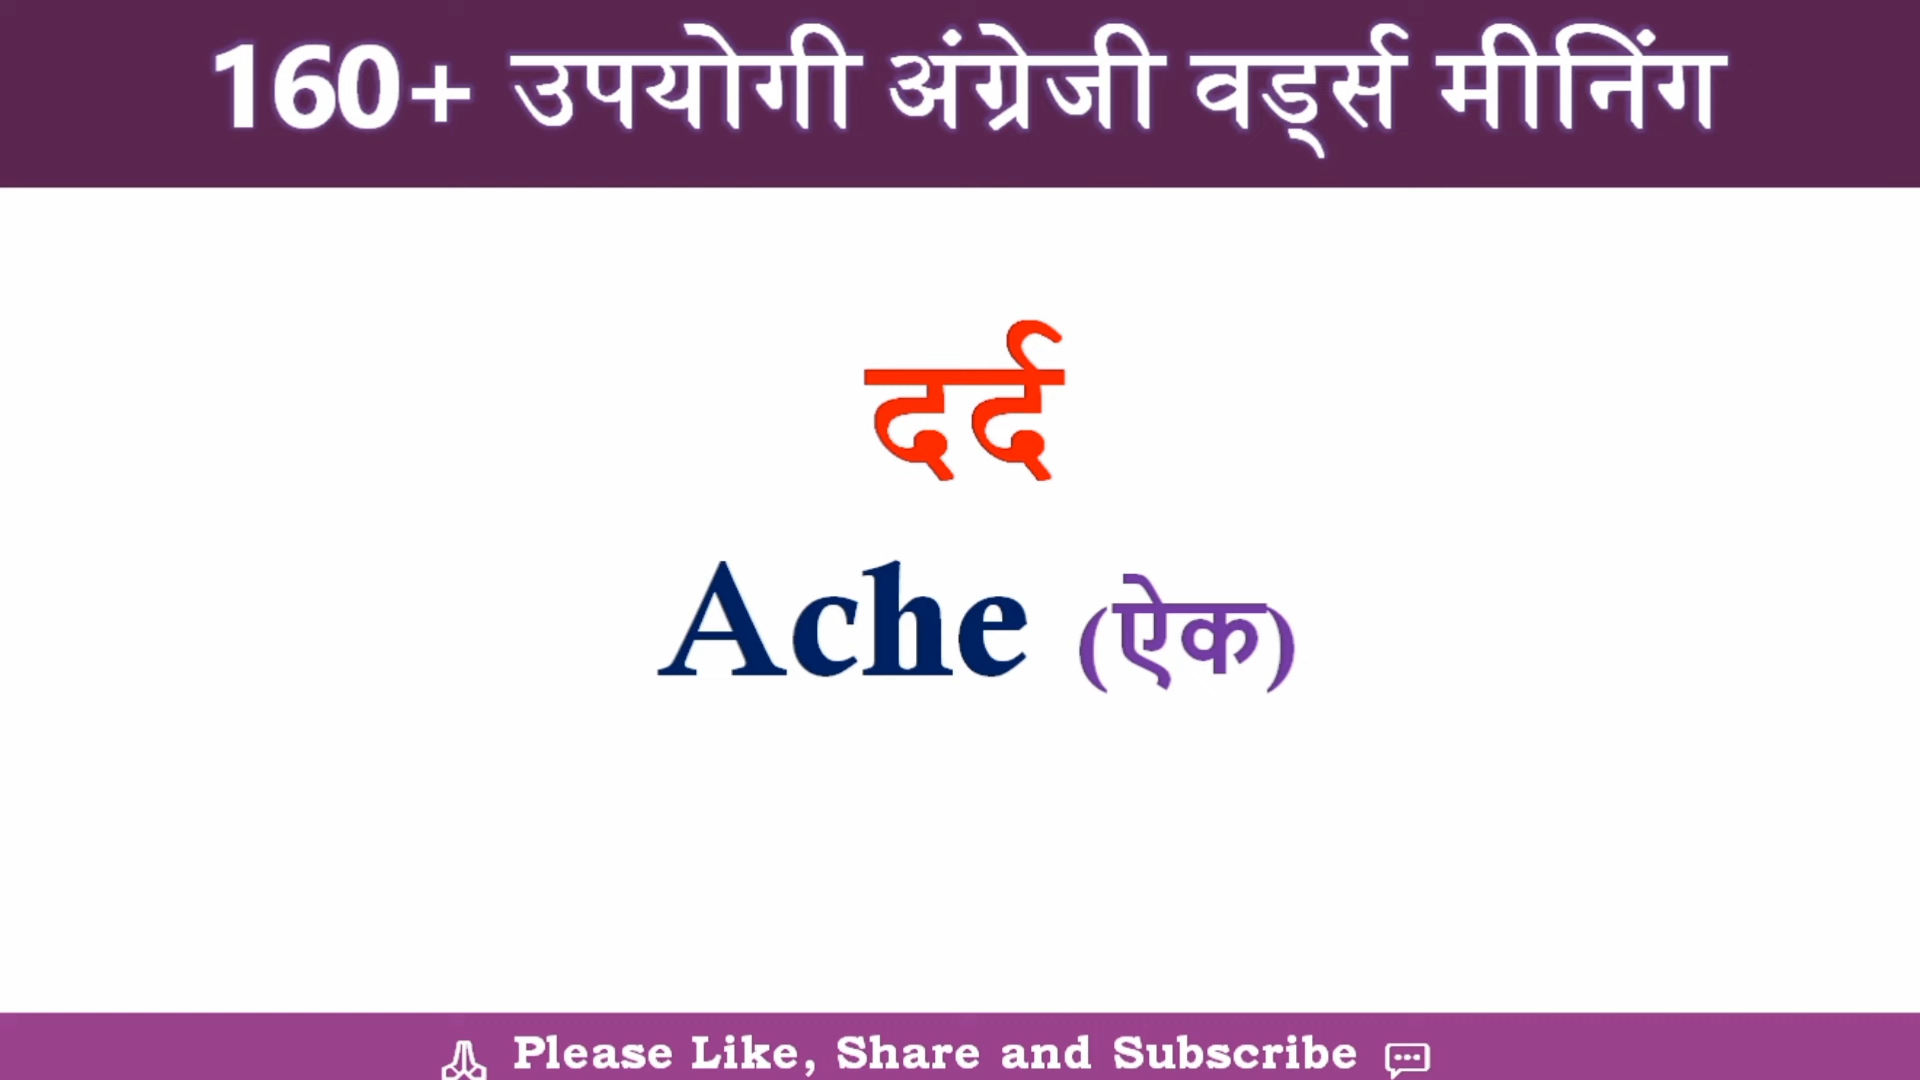 160+ उपयोगी अंग्रेजी वर्ड्स मीनिंग
दर्द
Ache (ऐक)
Please Like, Share and Subscribe